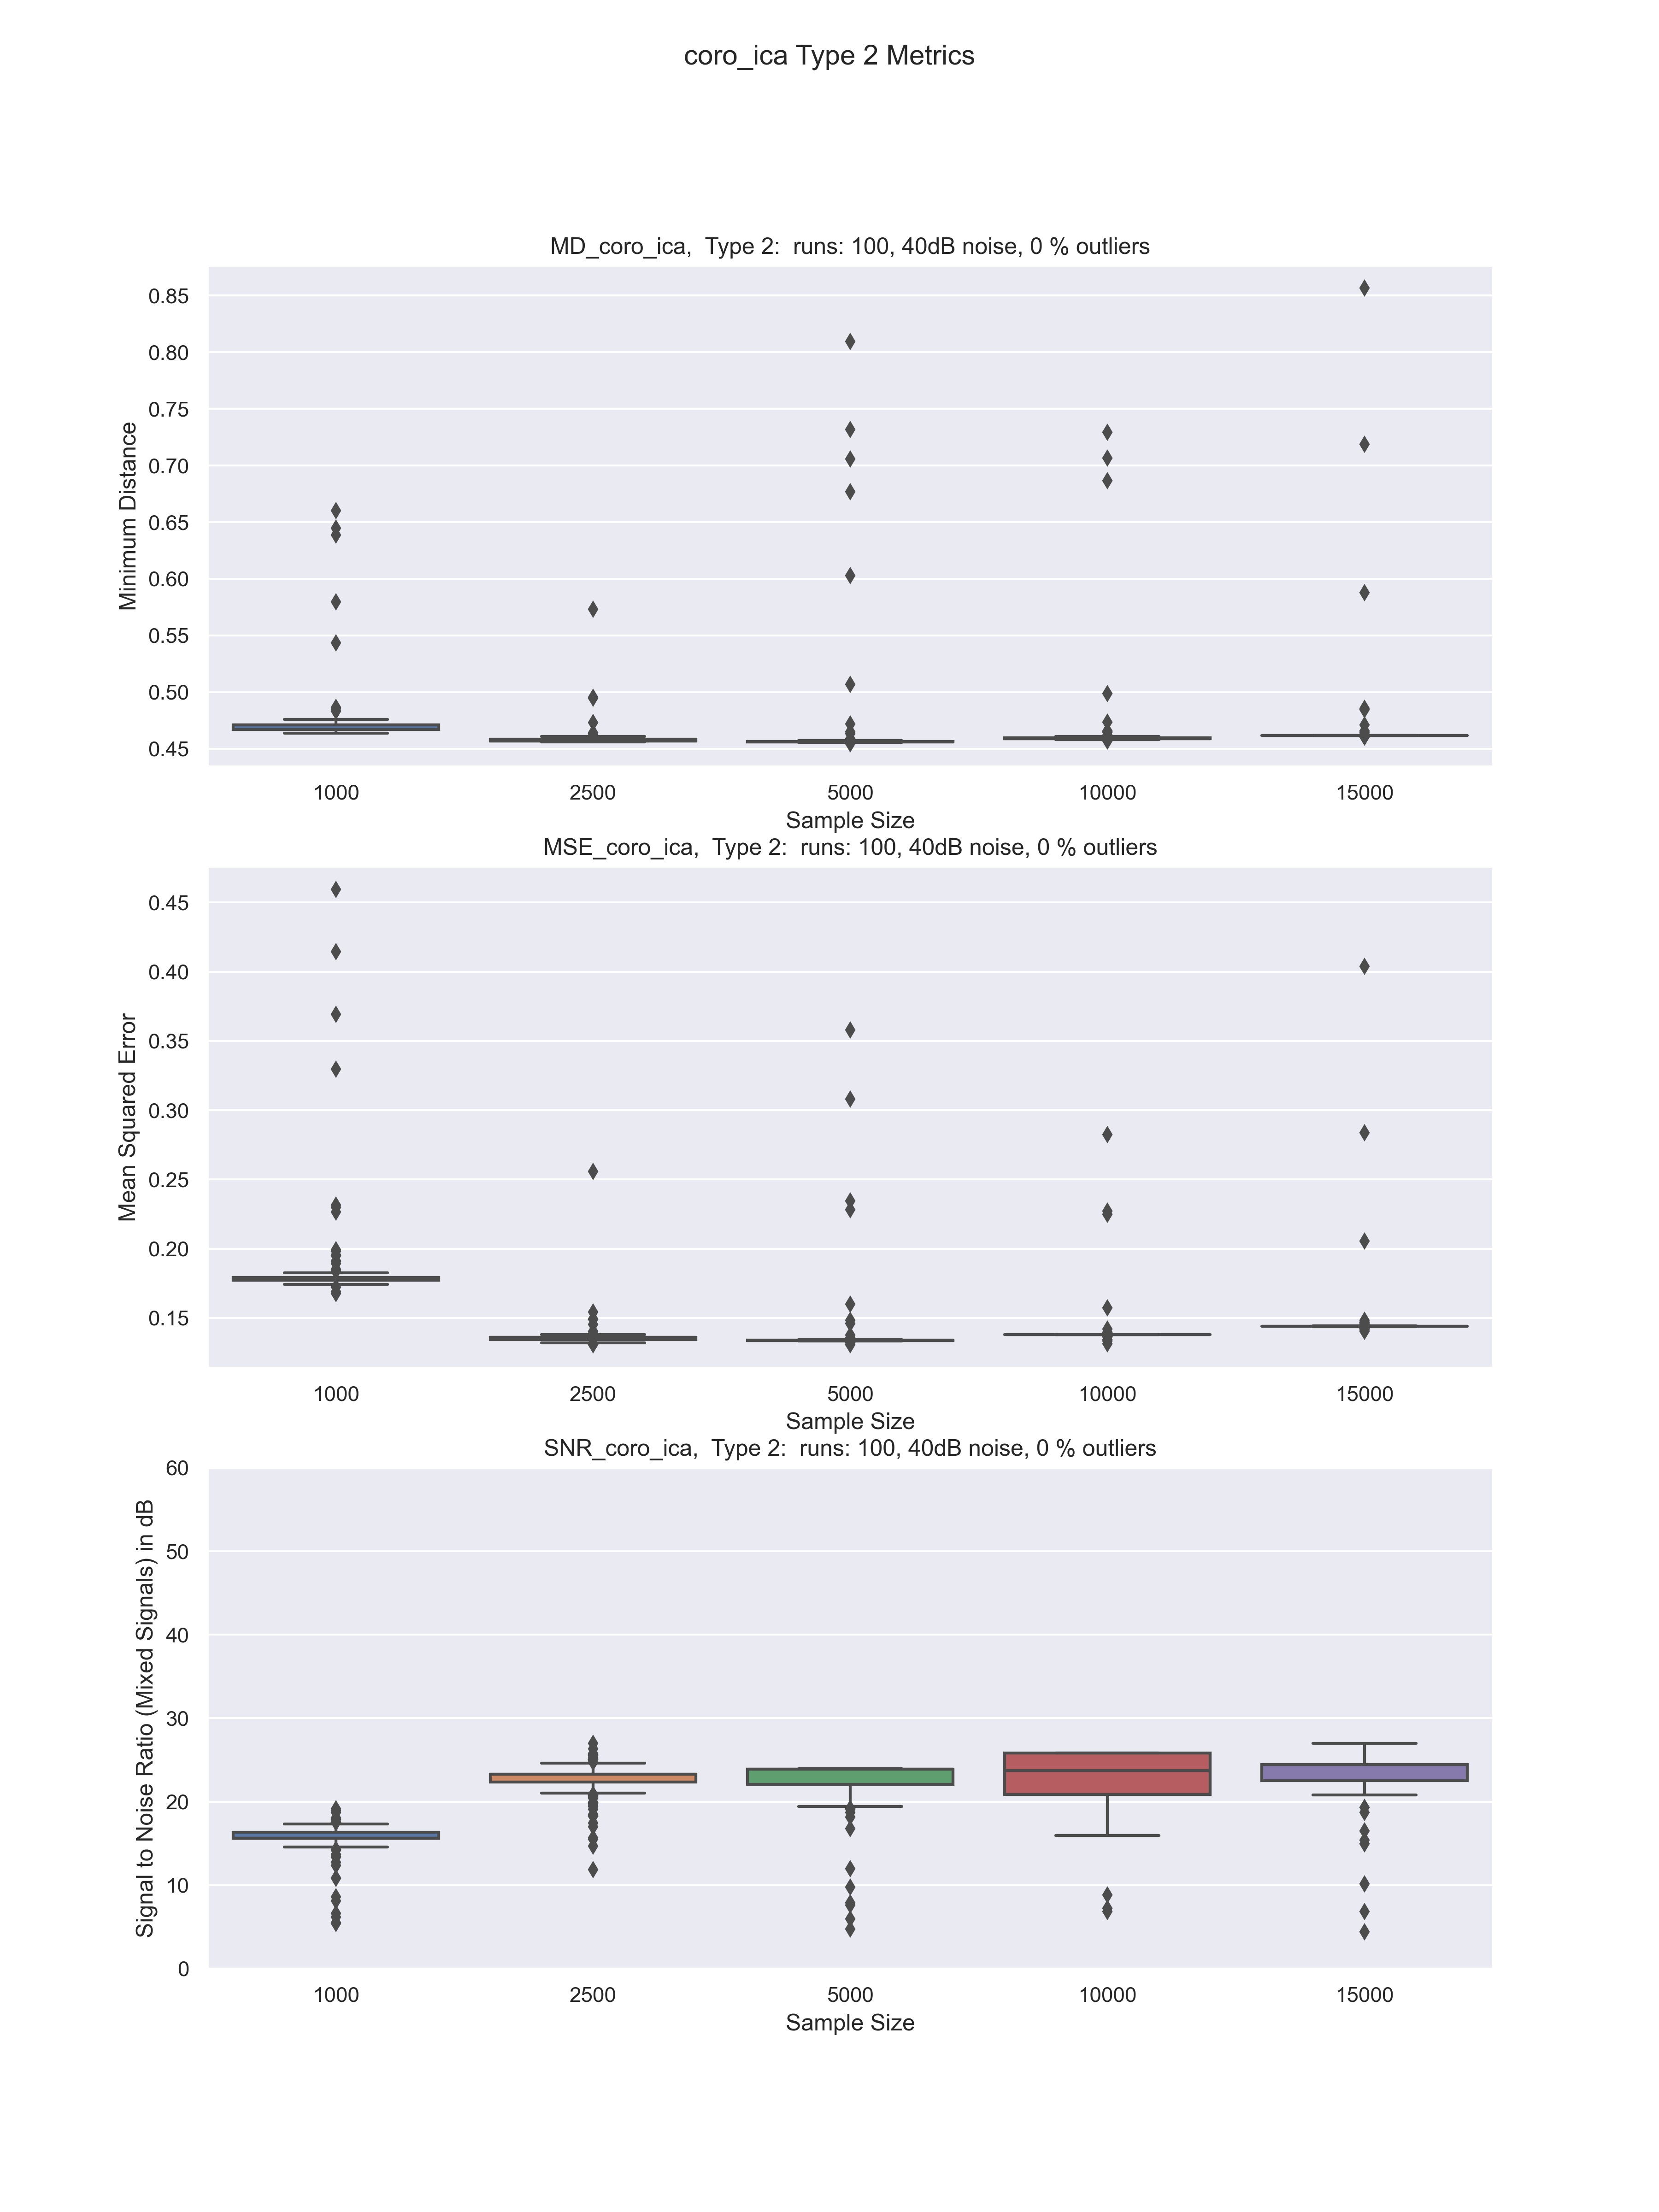 coro_ica Type 2 Metrics
MD_coro_ica,  Type 2:  runs: 100, 40dB noise, 0 % outliers
Minimum Distance
0.85
0.80
0.75
0.70
0.65
0.60
0.55
0.50
0.45
1000 2500 5000 10000 15000
Sample Size
MSE_coro_ica,  Type 2:  runs: 100, 40dB noise, 0 % outliers
Mean Squared Error
0.45
0.40
0.35
0.30
0.25
0.20
0.15
1000 2500 5000 10000 15000
Sample Size
SNR_coro_ica,  Type 2:  runs: 100, 40dB noise, 0 % outliers
Signal to Noise Ratio (Mixed Signals) in dB
60
50
40
30
20
10
0
1000 2500 5000 10000 15000
Sample Size